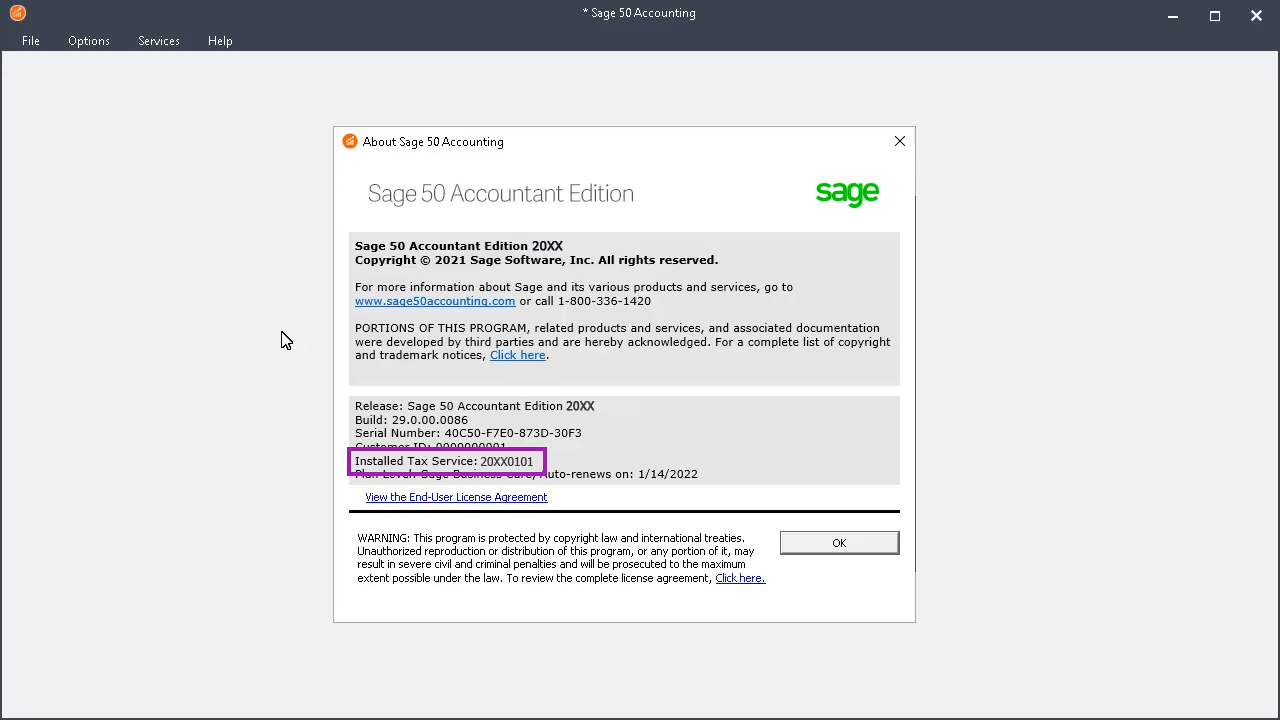 * Sage 50 Accounting
File Options Services Help
About Sage 50 Accounting
Sage 50 Accountant Edition
sage
Sage 50 Accountant Edition 20XX
Copyright © 2021 Sage Software, Inc. All rights reserved.
For more information about Sage and its various products and services, go to
www.sage50accounting.com or call 1-800-336-1420
PORTIONS OF THIS PROGRAM, related products and services, and associated documentation
were developed by third parties and are hereby acknowledged. For a complete list of copyright
and trademark notices, Click here.
Release: Sage 50 Accountant Edition 20XX
Build: 29.0.00.0086
Serial Number: 40C50-F7E0-873D-30F3
Customer ID: 0000000001
Installed Tax Service: 20XX0101
Plan Level: Sage Business Care, Auto-renews on: 1/14/2022
View the End-User License Agreement
WARNING: This program is protected by copyright law and international treaties.
Unauthorized reproduction or distribution of this program, or any portion of it, may
result in severe civil and criminal penalties and will be prosecuted to the maximum
extent possible under the law. To review the complete license agreement, Click here.
OK